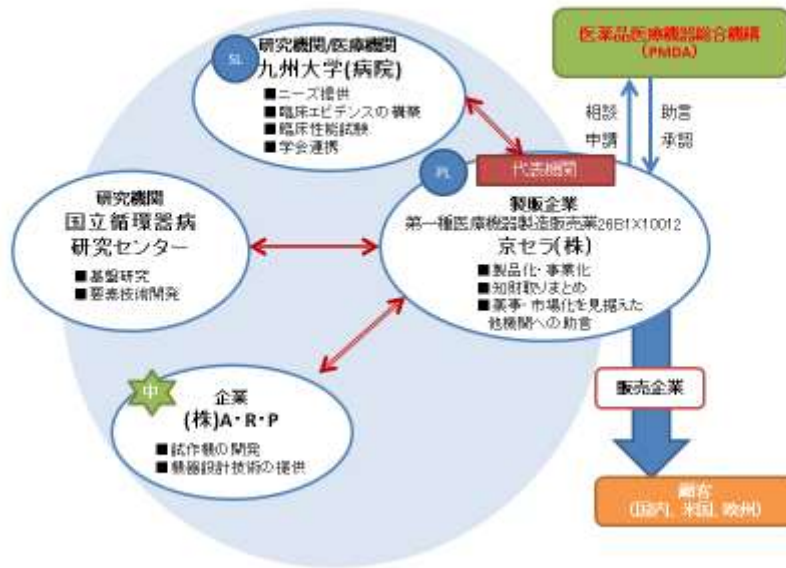 研究機関/医療機関
SL
九州大学(病院)
■ニーズ提供
■臨床エビデンスの構築
■臨床性能試験
■学会連携
医薬品医療機器総合機構
(PMDA)
相談
申請
助言
承認
PL
代表機関
製販企業
第一種医療機器製造販売業26B1X10012
京セラ(株)
■製品化・事業化
■知財取りまとめ
■薬事・市場化を見据えた
他機関への助言
研究機関
国立循環器病
研究センター
■基盤研究
■要素技術開発
中
企業
(株)A・R・P
■試作機の開発
■機器設計技術の提供
販売企業
顧客
(国内, 米国, 欧州)